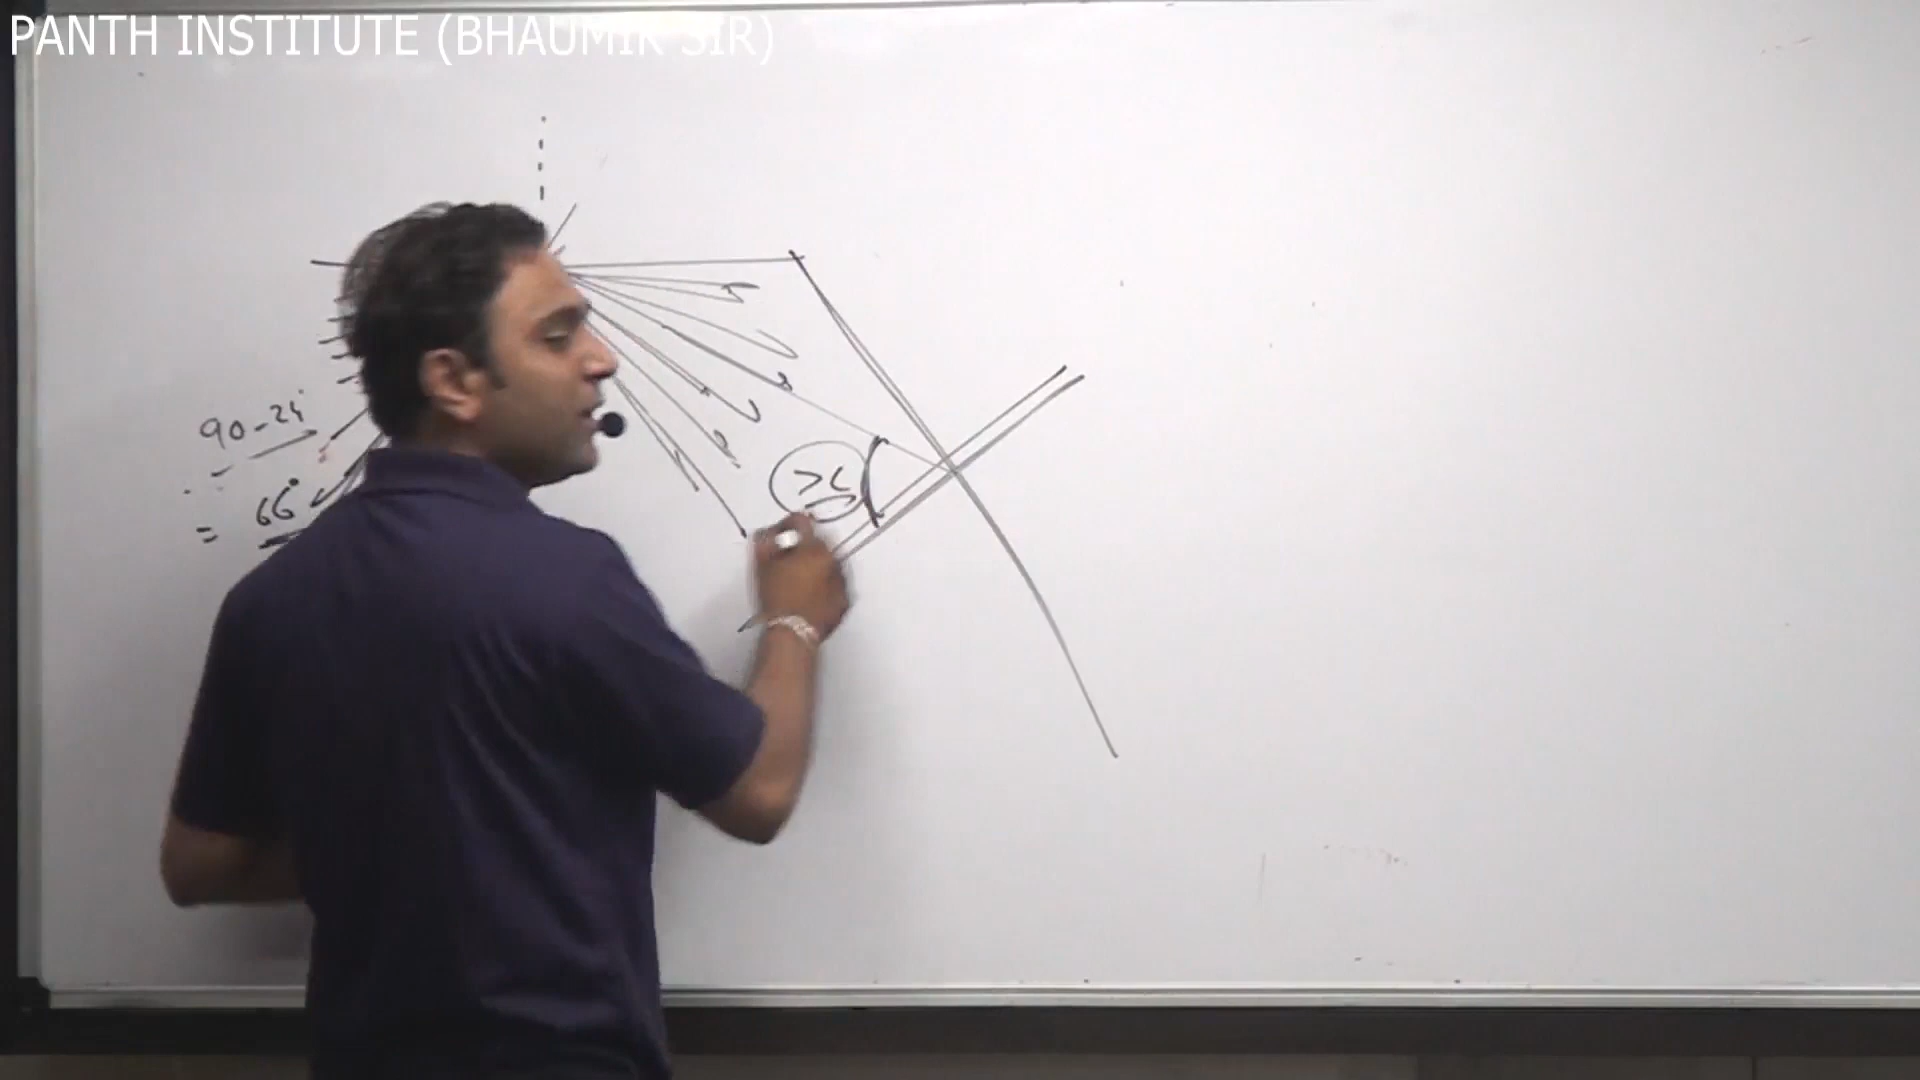 PANTH INSTITUTE (BHAUMIK SIR)
90-24°
= 66°
>c